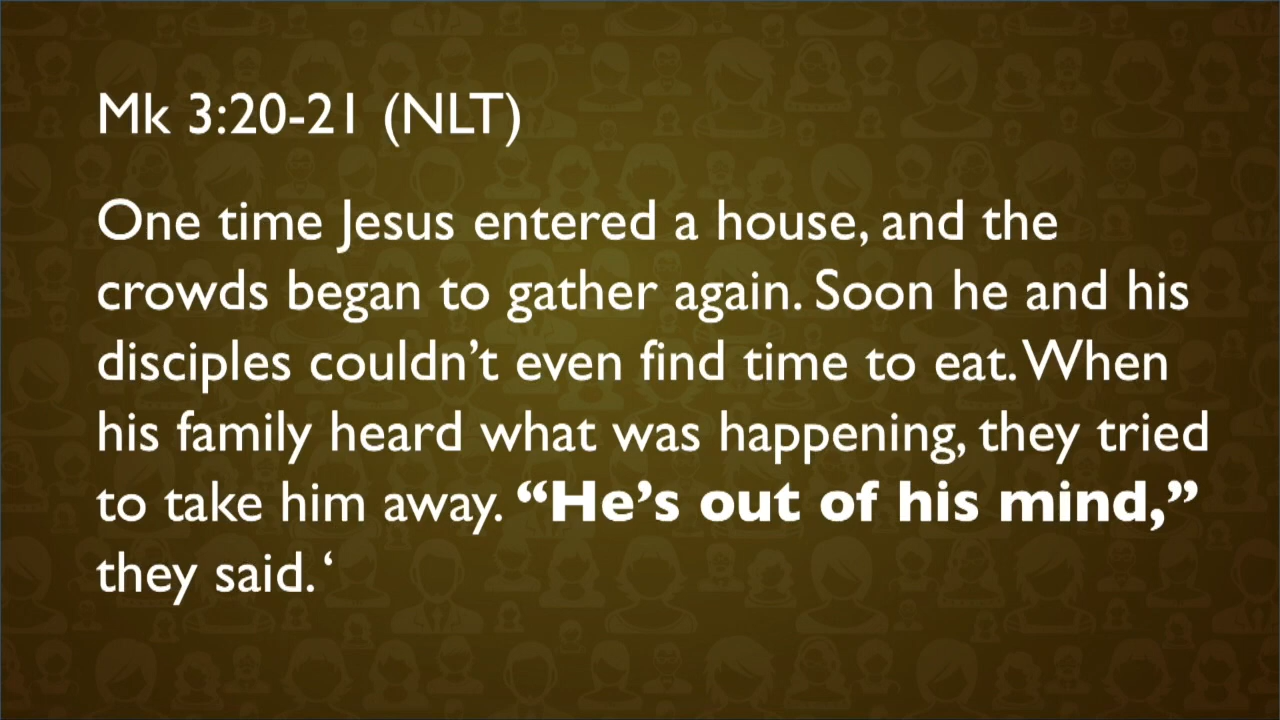 Mk 3:20-21 (NLT)
One time Jesus entered a house, and the
crowds began to gather again. Soon he and his
disciples couldn’t even find time to eat. When
his family heard what was happening, they tried
to take him away. “He’s out of his mind,”
they said. ‘